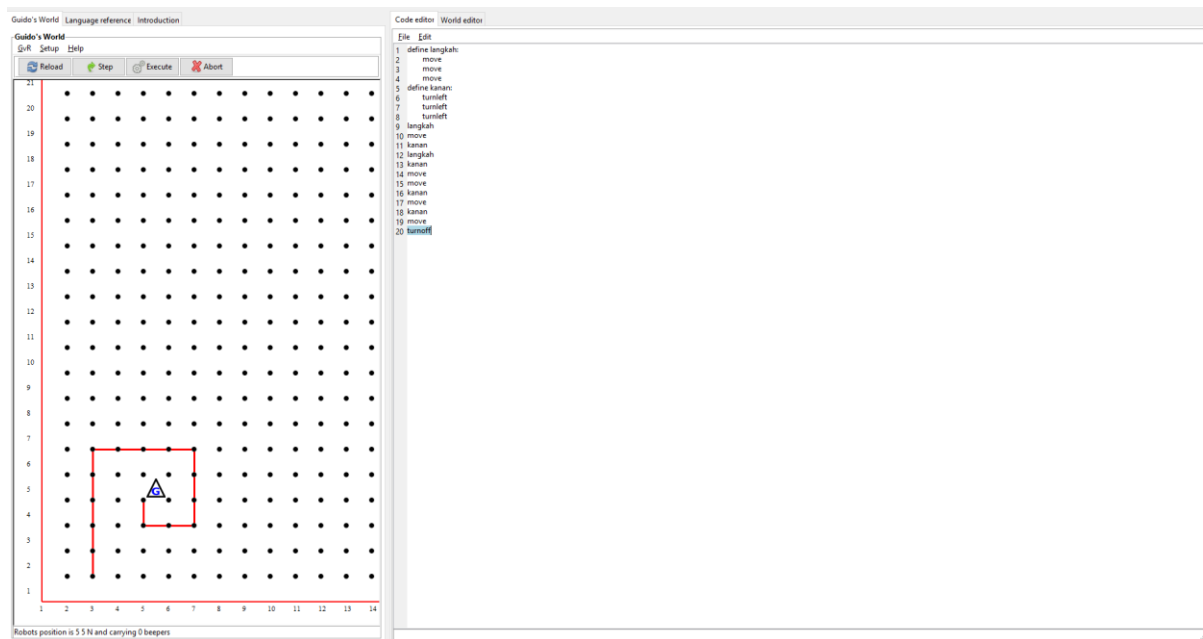 Guido's World Language reference Introduction
Guido's World
GvR Setup Help
Reload Step Execute Abort
21
20
19
18
17
16
15
14
13
12
11
10
9
8
7
6
5
4
3
2
1
G
1 2 3 4 5 6 7 8 9 10 11 12 13 14
Robots position is 5 5 N and carrying 0 beepers
Code editor World editor
File Edit
1 define langkah:
2 move
3 move
4 move
5 define kanan:
6 turnleft
7 turnleft
8 turnleft
9 langkah
10 move
11 kanan
12 langkah
13 kanan
14 move
15 move
16 kanan
17 move
18 kanan
19 move
20 turnoff